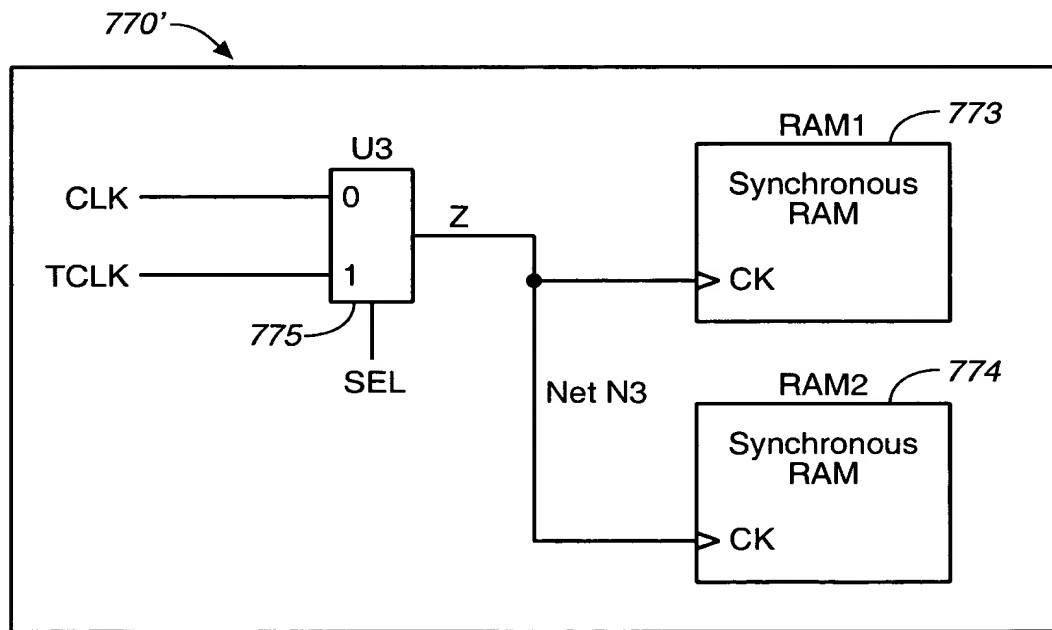 770'
U3
CLK
0
TCLK
1
775
SEL
Z
Net N3
RAM1
773
Synchronous
RAM
CK
RAM2
774
Synchronous
RAM
CK